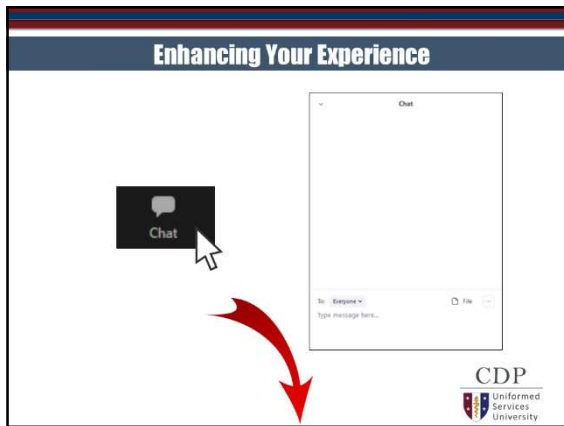 Enhancing Your Experience
Chat
Chat
To: Everyone File ...
Type message here...
CDP
Uniformed
Services
University